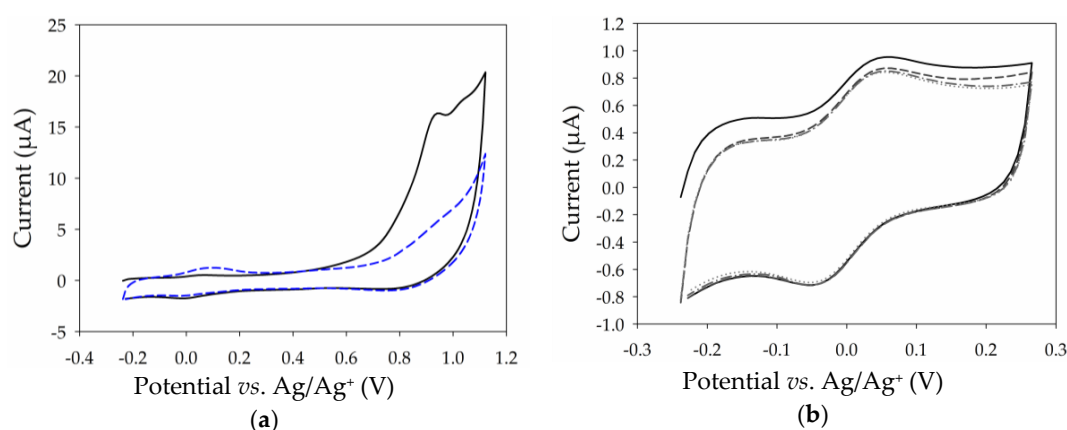 25
20
15
10
5
0
-5
-0.4 -0.2 0.0 0.2 0.4 0.6 0.8 1.0 1.2
Current (µA)
Potential vs. Ag/Ag⁺ (V)
(a)
1.2
1.0
0.8
0.6
0.4
0.2
0.0
-0.2
-0.4
-0.6
-0.8
-1.0
-0.3 -0.2 -0.1 0.0 0.1 0.2 0.3
Current (µA)
Potential vs. Ag/Ag⁺ (V)
(b)